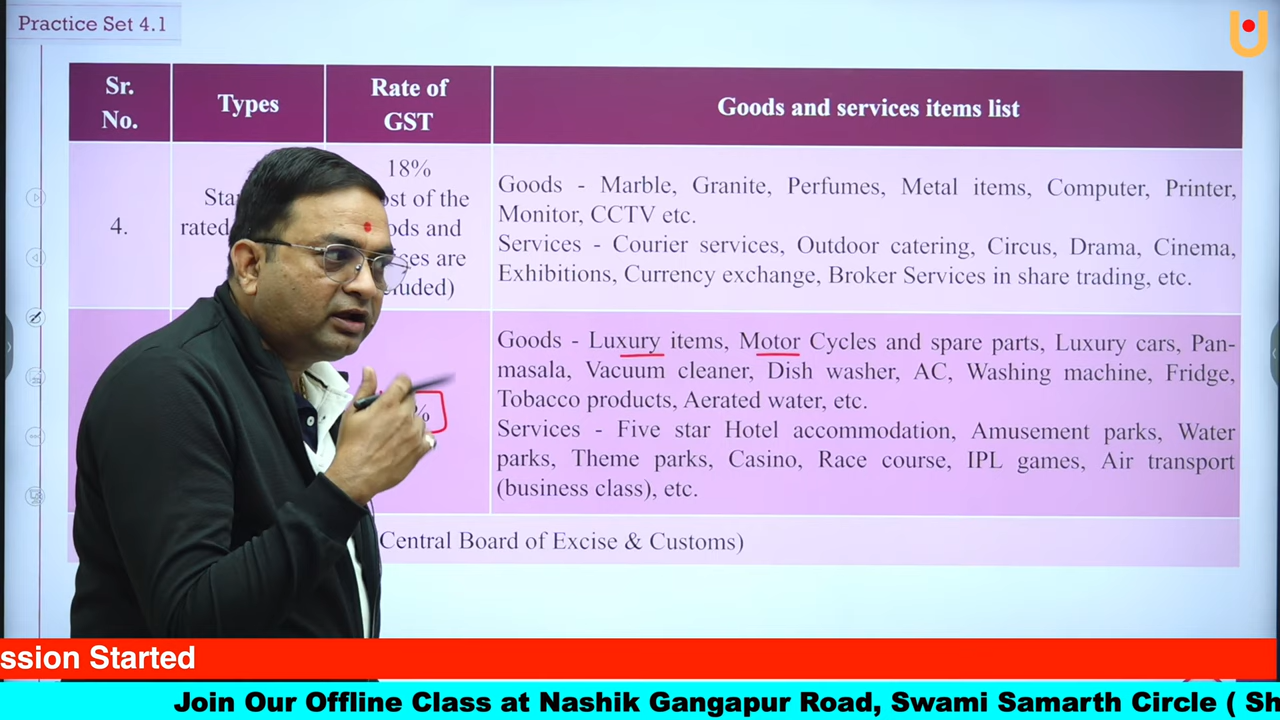 Practice Set 4.1
Sr.
No.
Types
Rate of
GST
Goods and services items list
4.
rated
18%
of the
and
are
Goods - Marble, Granite, Perfumes, Metal items, Computer, Printer,
Monitor, CCTV etc.
Services - Courier services, Outdoor catering, Circus, Drama, Cinema,
Exhibitions, Currency exchange, Broker Services in share trading, etc.
%
Goods - Luxury items, Motor Cycles and spare parts, Luxury cars, Pan-
masala, Vacuum cleaner, Dish washer, AC, Washing machine, Fridge,
Tobacco products, Aerated water, etc.
Services - Five star Hotel accommodation, Amusement parks, Water
parks, Theme parks, Casino, Race course, IPL games, Air transport
(business class), etc.
Central Board of Excise & Customs)
ssion Started
Join Our Offline Class at Nashik Gangapur Road, Swami Samarth Circle ( Sh